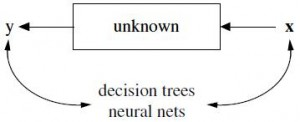 y unknown x
decision trees
neural nets